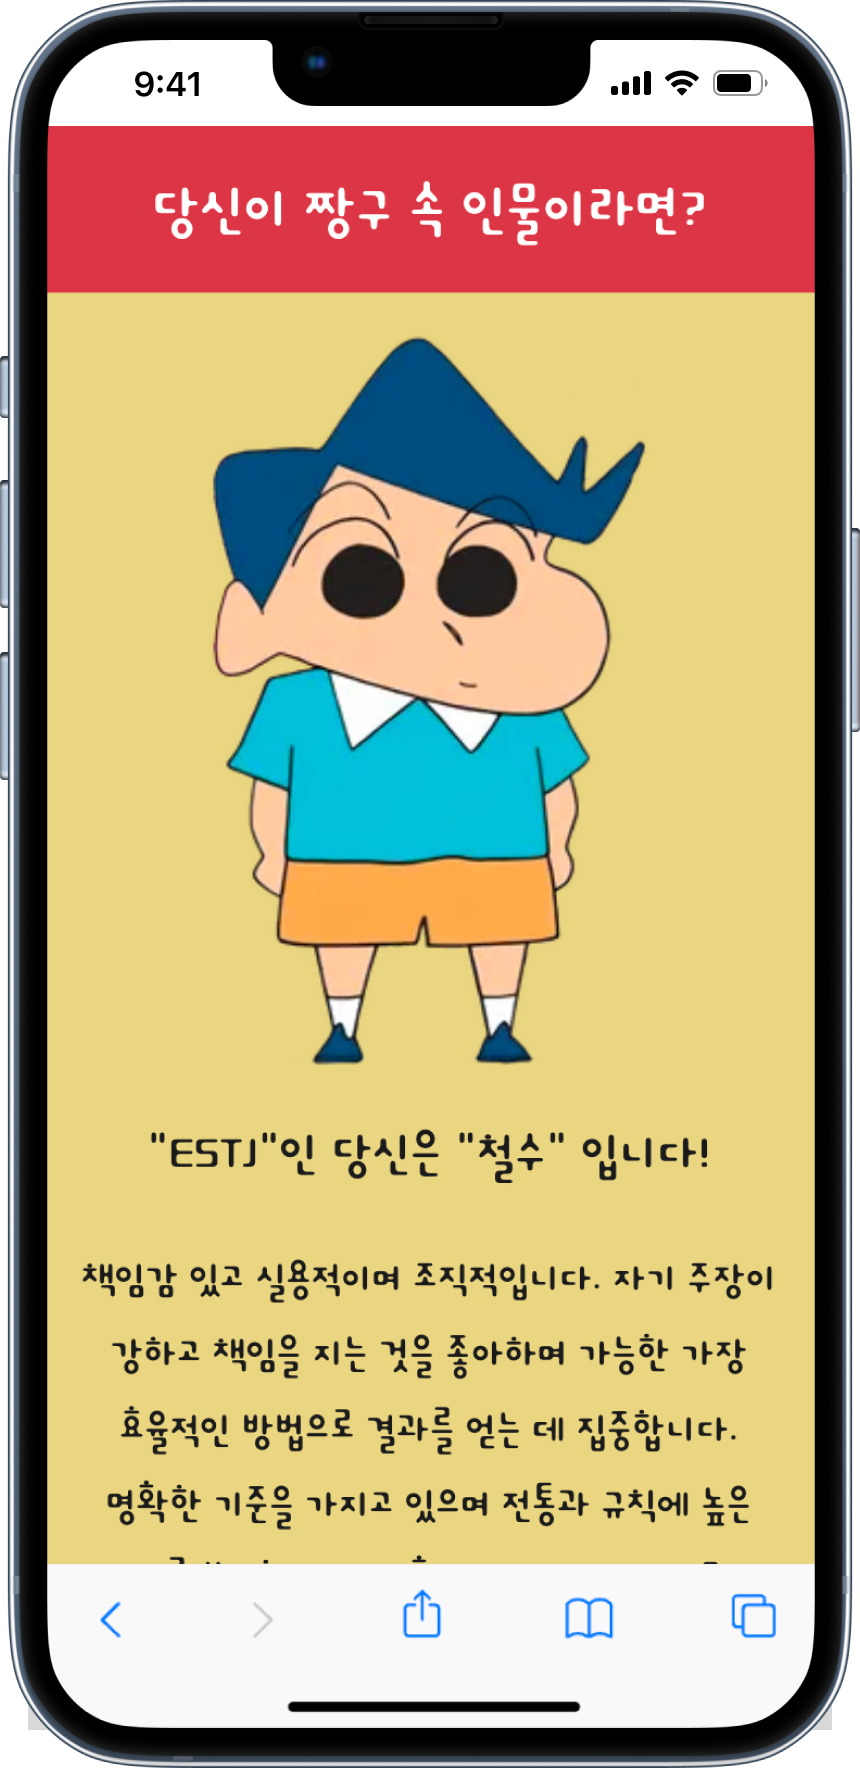 9:41
당신이 짱구 속 인물이라면?
"ESTJ"인 당신은 "철수" 입니다!
책임감 있고 실용적이며 조직적입니다. 자기 주장이
강하고 책임을 지는 것을 좋아하며 가능한 가장
효율적인 방법으로 결과를 얻는 데 집중합니다.
명확한 기준을 가지고 있으며 전통과 규칙에 높은